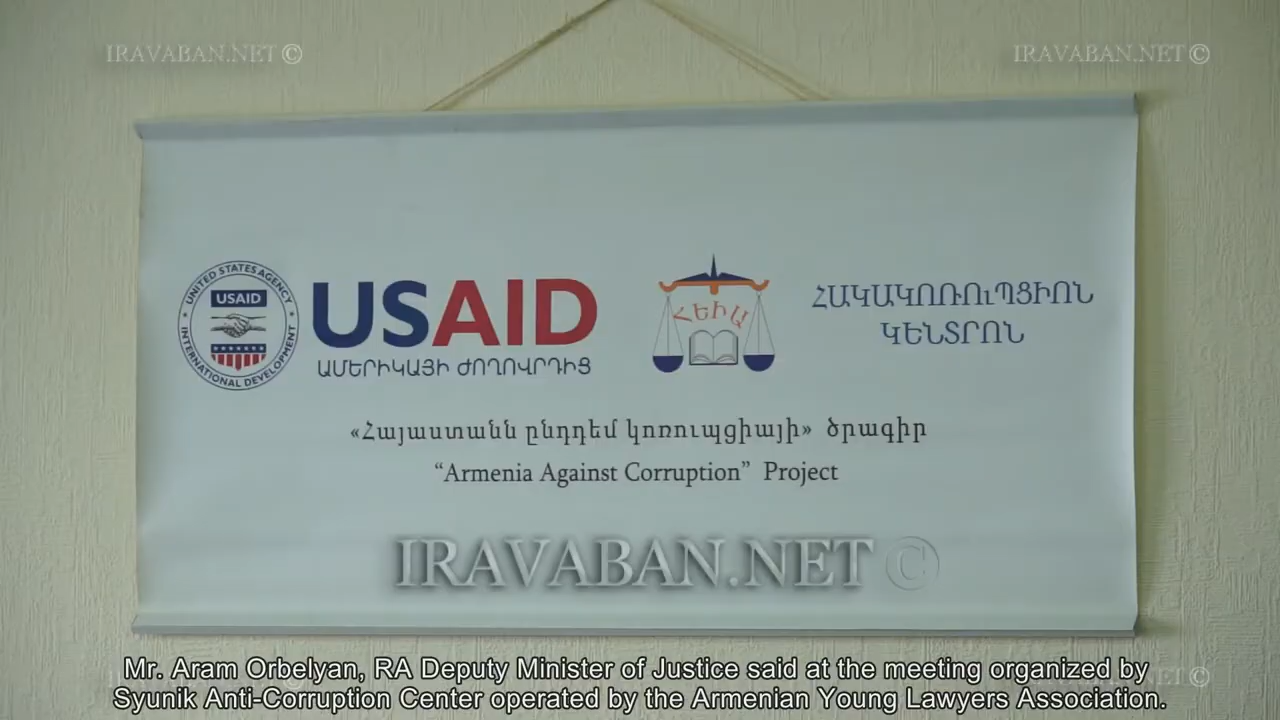 IRAVABAN.NET©
IRAVABAN.NET©
UNITED STATES AGENCY
USAID
INTERNATIONAL DEVELOPMENT
USAID
ԱՄԵՐԻԿԱՅԻ ԺՈՂՈՎՐԴԻՑ
ՀԵԻԱ
ՀԱԿԱԿՈՌՈւՊՑԻՈՆ
ԿԵՆՏՐՈՆ
«Հայաստանն ընդդեմ կոռուպցիայի» ծրագիր
“Armenia Against Corruption” Project
IRAVABAN.NET ©
Mr. Aram Orbelyan, RA Deputy Minister of Justice said at the meeting organized by
Syunik Anti-Corruption Center operated by the Armenian Young Lawyers Association.